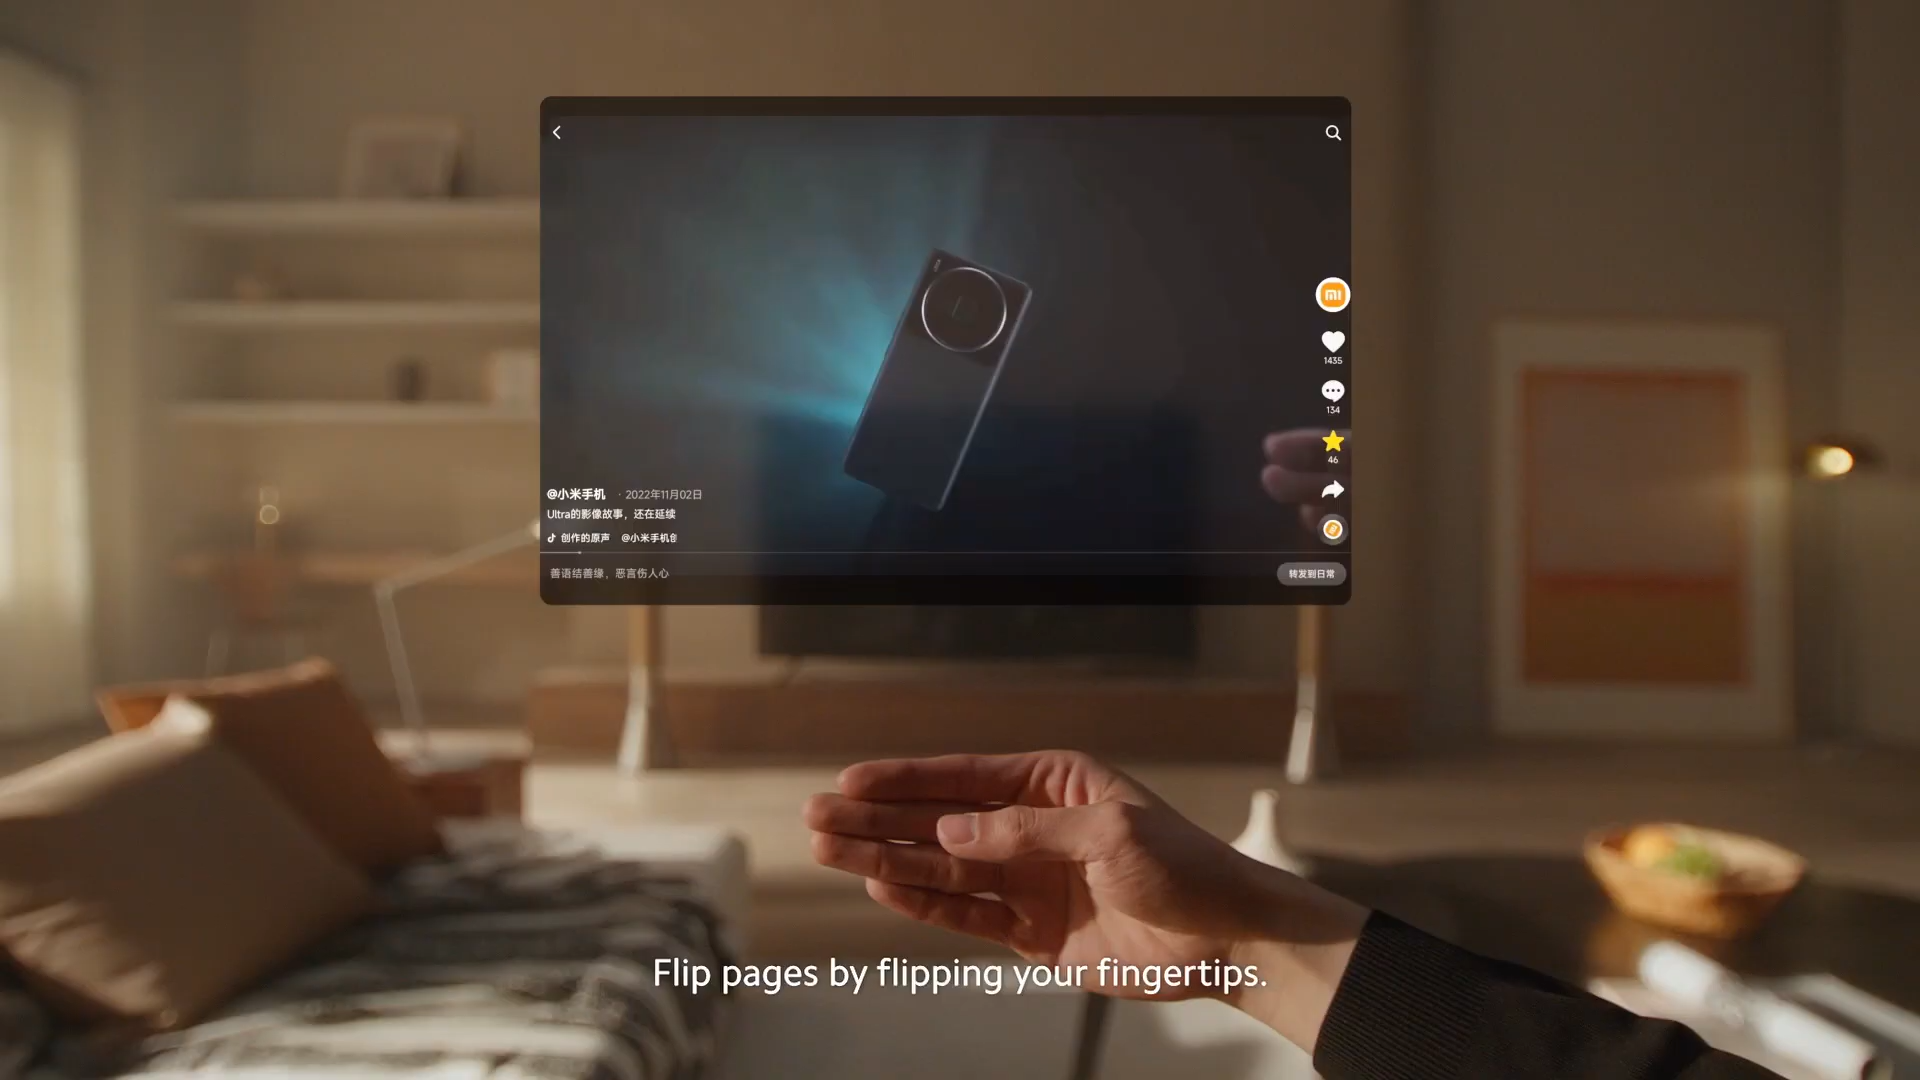 mi
1435
134
46
@小米手机 · 2022年11月02日
Ultra的影像故事，还在延续
创作的原声 @小米手机创
善语结善缘，恶言伤人心
转发到日常
Flip pages by flipping your fingertips.